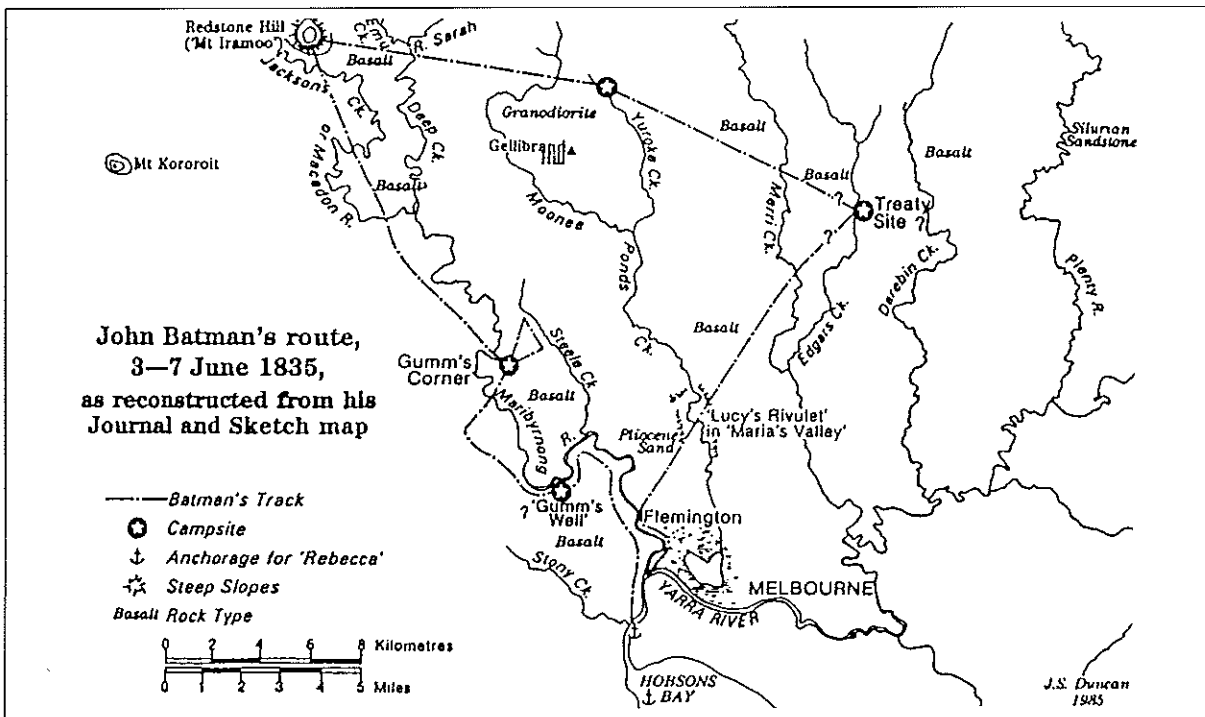 Redstone Hill
('Mt Iramoo')
Emu
Ck.
R. Sarah
Basalt
Jackson's
Ck.
or Macedon R.
Deep Ck.
Basalt
Mt Kororoit
Granodiorite
Gellibrand
Yuroke Ck.
Moonee
Ponds
Ck.
Basalt
Basalt
Basalt
Silurian
Sandstone
Merri Ck.
?
?
Treaty
Site ?
Darebin Ck.
Plenty R.
Edgars Ck.
Basalt
John Batman's route,
3—7 June 1835,
as reconstructed from his
Journal and Sketch map
Gumm's
Corner
Steele Ck.
Basalt
Maribyrnong
R.
'Lucy's Rivulet'
in 'Maria's Valley'
Pliocene
Sand
? 'Gumm's
Well'
Basalt
Flemington
Stony Ck.
MELBOURNE
YARRA RIVER
HOBSONS
BAY
Batman's Track
Campsite
Anchorage for 'Rebecca'
Steep Slopes
Basalt Rock Type
0 2 4 6 8 Kilometres
0 1 2 3 4 5 Miles
J.S. Duncan
1985